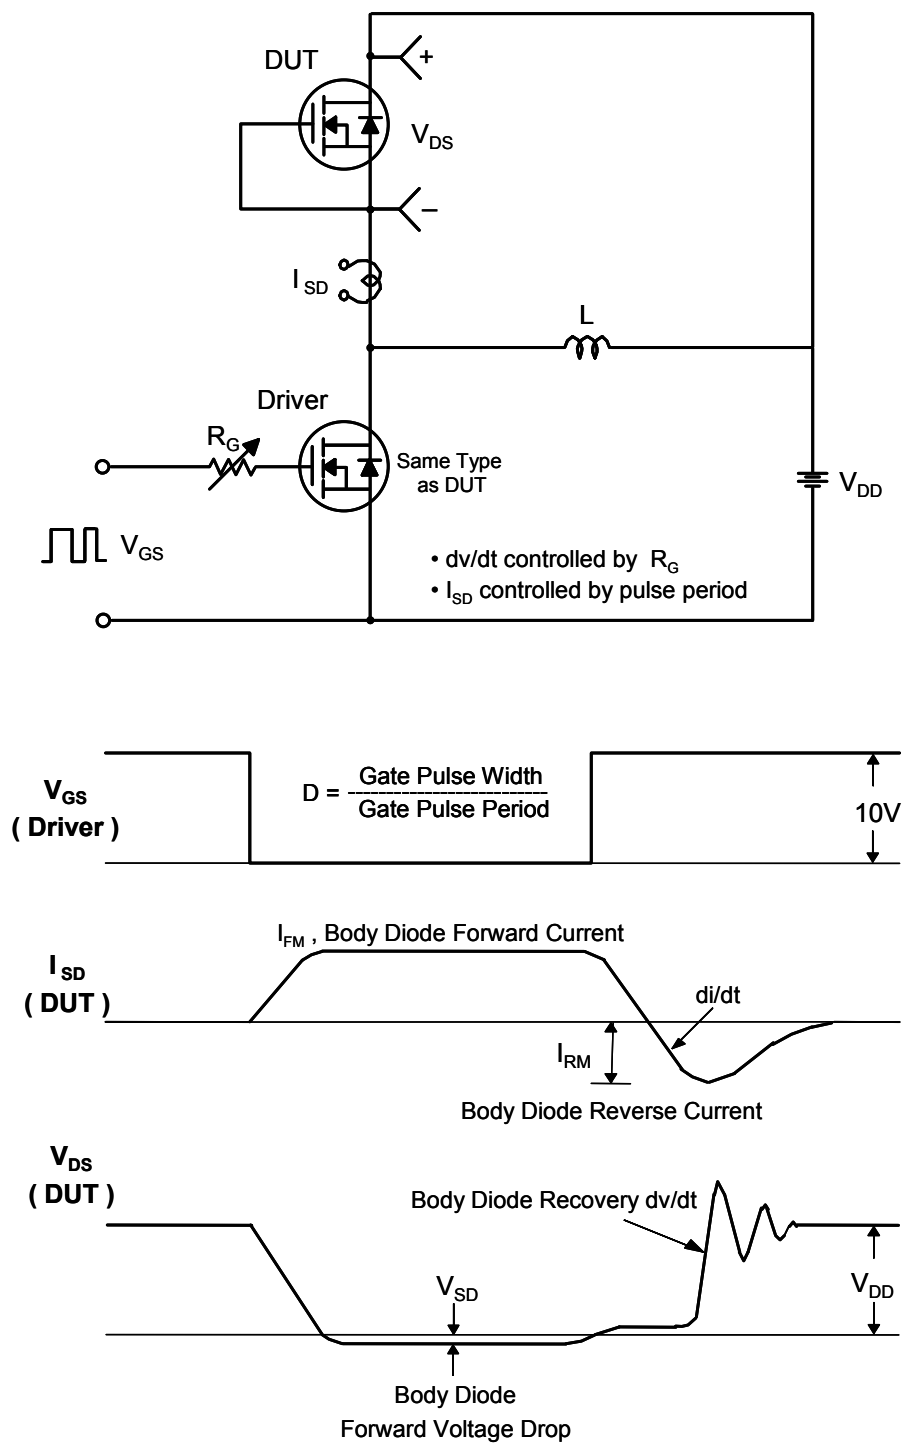 DUT
+
V_DS
–
I_SD
L
Driver
R_G
Same Type
as DUT
V_DD
V_GS
• dv/dt controlled by R_G
• I_SD controlled by pulse period
V_GS
( Driver )
D = Gate Pulse Width
--------------------------
Gate Pulse Period
10V
I_FM , Body Diode Forward Current
I_SD
( DUT )
di/dt
I_RM
Body Diode Reverse Current
V_DS
( DUT )
Body Diode Recovery dv/dt
V_SD
V_DD
Body Diode
Forward Voltage Drop